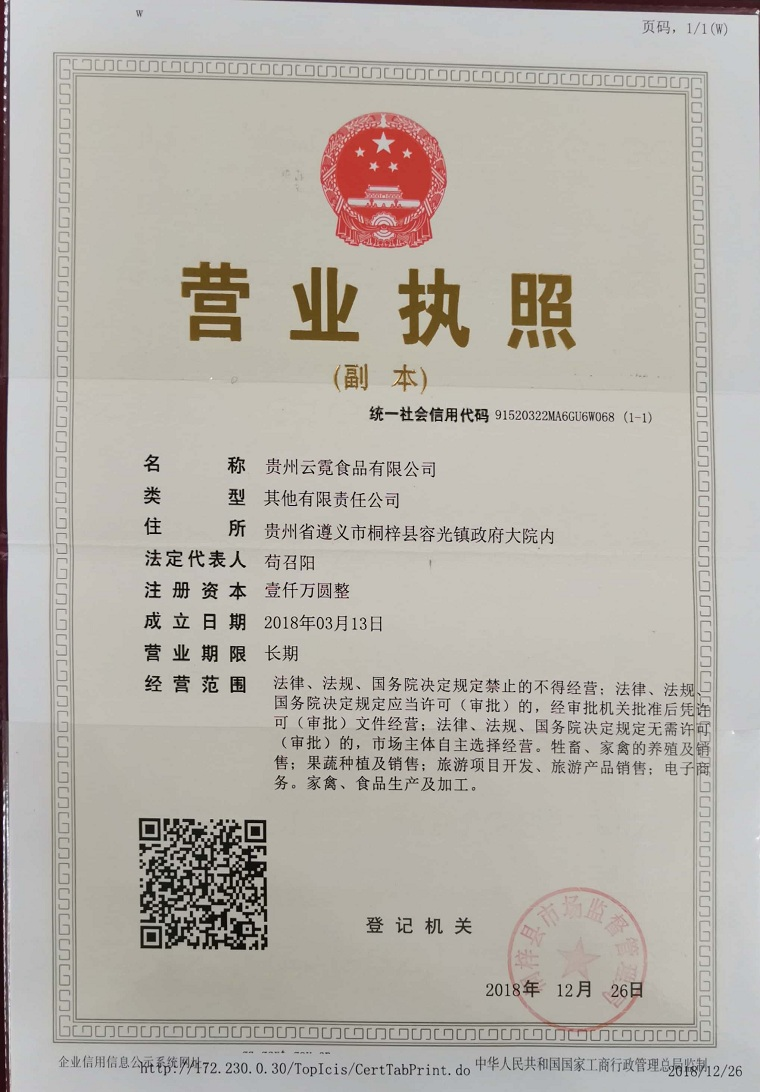 w
页码，1/1(W)
营业执照
(副 本)
统一社会信用代码 91520322MA6GU6W068 (1-1)
名称 贵州云霓食品有限公司
类型 其他有限责任公司
住所 贵州省遵义市桐梓县容光镇政府大院内
法定代表人 苟召阳
注册资本 壹仟万圆整
成立日期 2018年03月13日
营业期限 长期
经营范围 法律、法规、国务院决定规定禁止的不得经营；法律、法规、
国务院决定规定应当许可（审批）的，经审批机关批准后凭许
可（审批）文件经营；法律、法规、国务院决定规定无需许可
（审批）的，市场主体自主选择经营。牲畜、家禽的养殖及销
售；果蔬种植及销售；旅游项目开发、旅游产品销售；电子商
务。家禽、食品生产及加工。
登记机关
梓县市场监督管理
2018年 12月 26日
企业信用信息公示系统网址:
http://172.230.0.30/TopIcis/CertTabPrint.do
中华人民共和国国家工商行政管理总局监制
2018/12/26